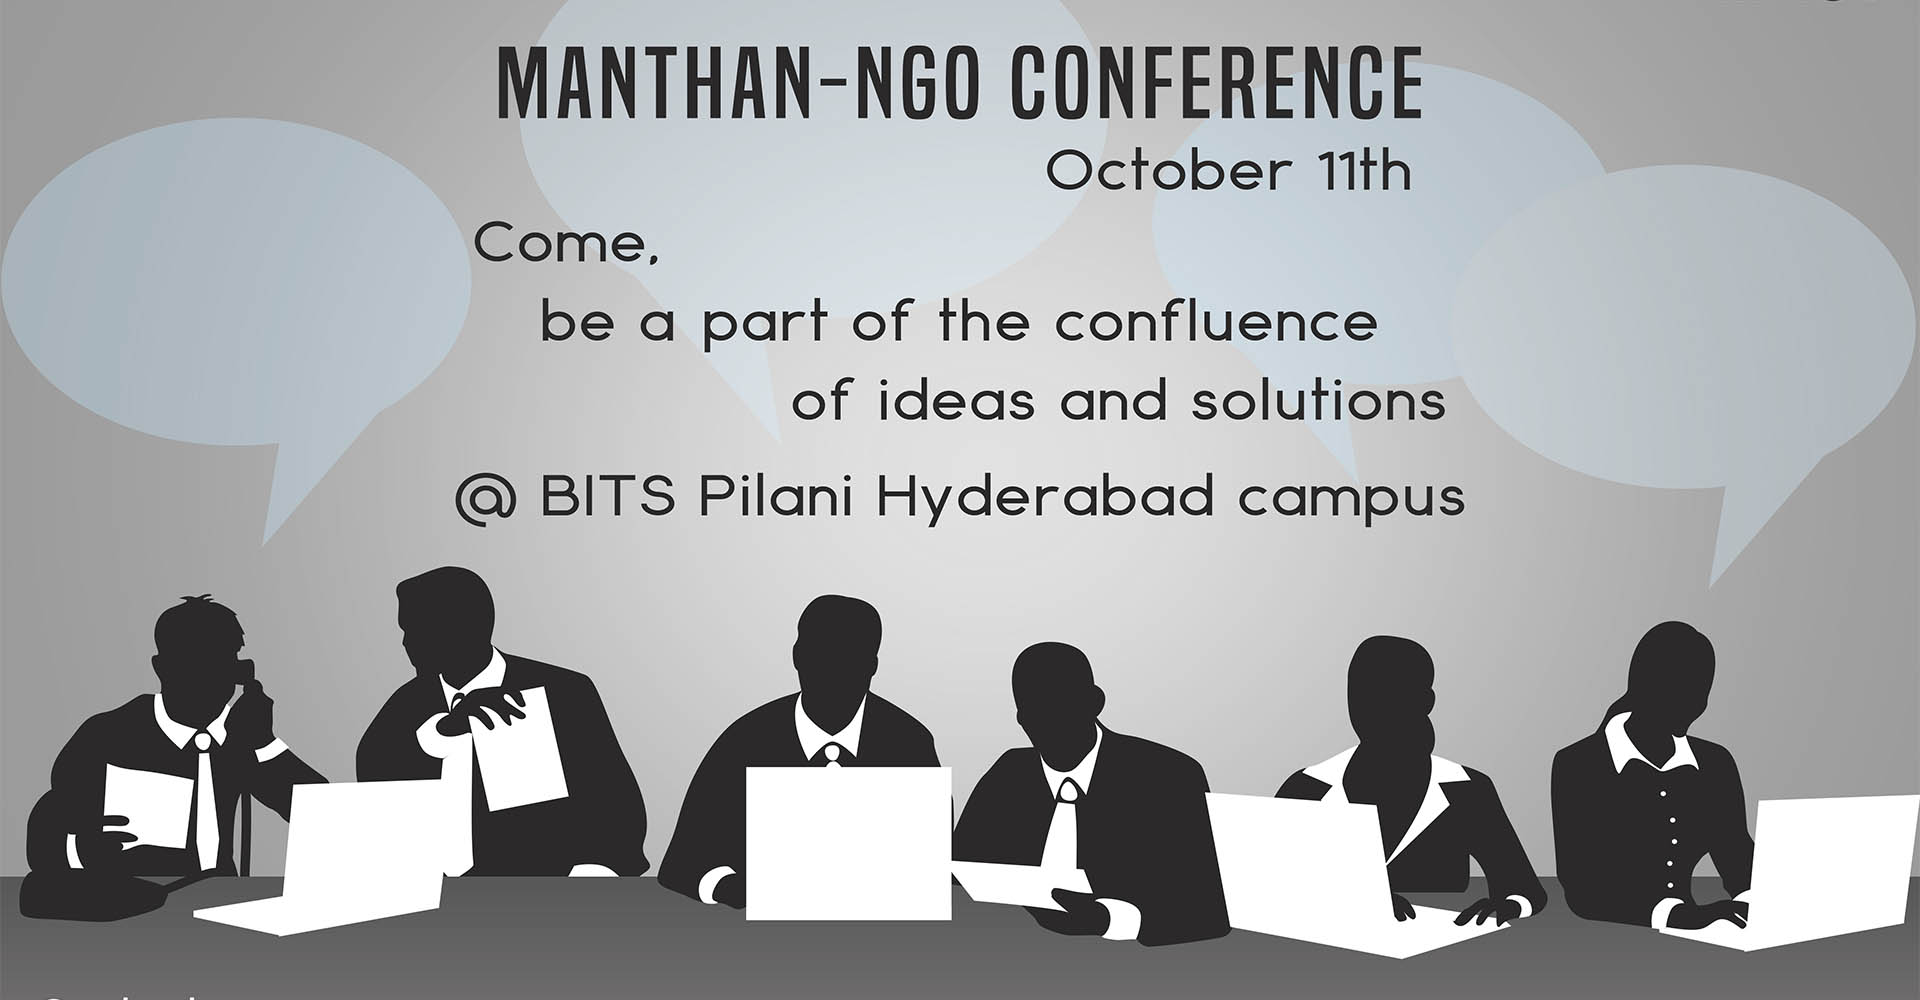 MANTHAN-NGO CONFERENCE
October 11th
Come,
be a part of the confluence
of ideas and solutions
@ BITS Pilani Hyderabad campus